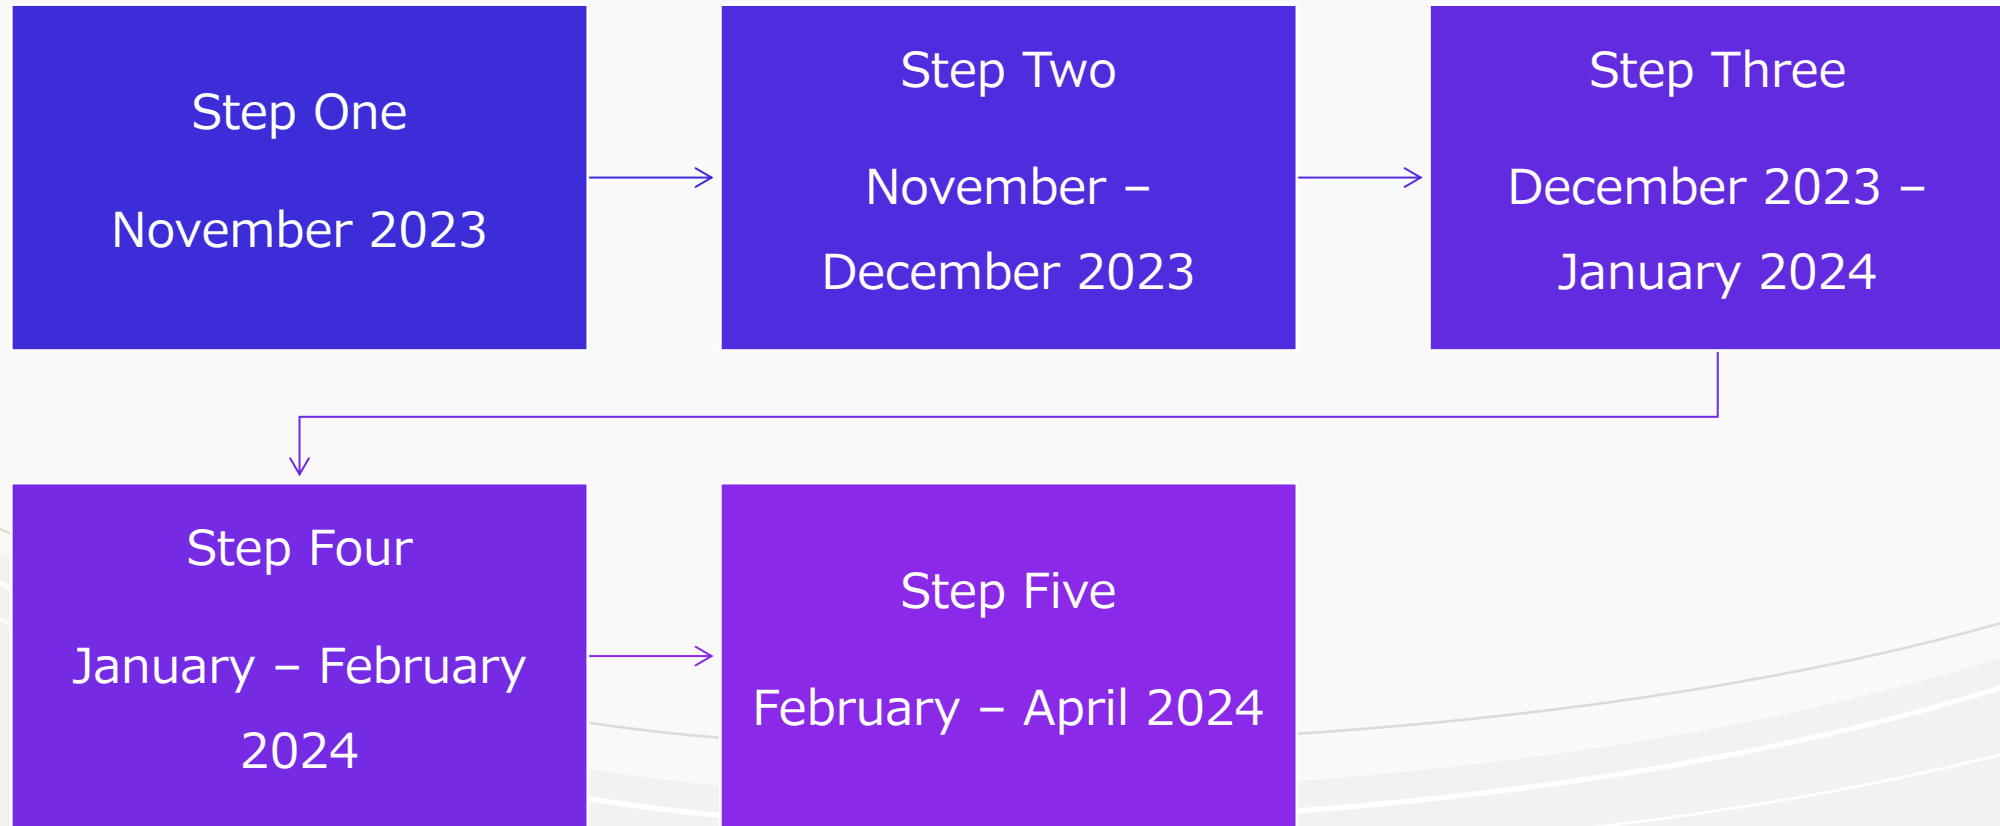 Step One
November 2023
Step Two
November –
December 2023
Step Three
December 2023 –
January 2024
Step Four
January – February
2024
Step Five
February – April 2024